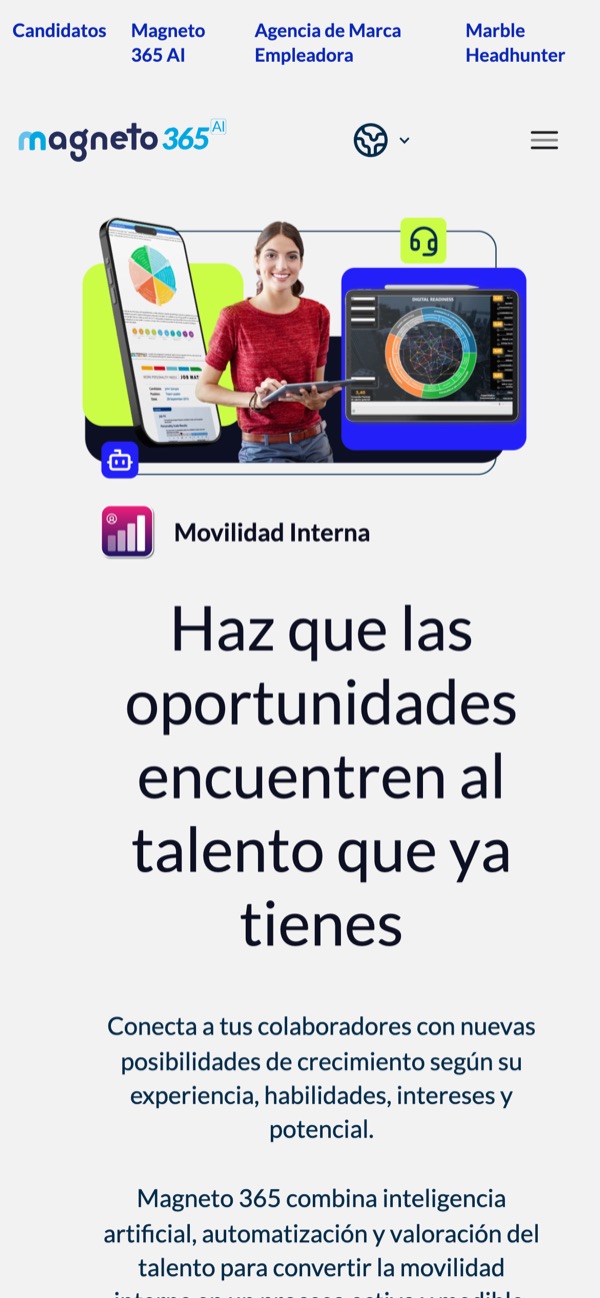 Candidatos
Magneto 365 AI
Agencia de Marca Empleadora
Marble Headhunter
magneto 365 AI
DIGITAL READINESS
JOB MAT
Movilidad Interna
Haz que las
oportunidades
encuentren al
talento que ya
tienes
Conecta a tus colaboradores con nuevas
posibilidades de crecimiento según su
experiencia, habilidades, intereses y
potencial.
Magneto 365 combina inteligencia
artificial, automatización y valoración del
talento para convertir la movilidad